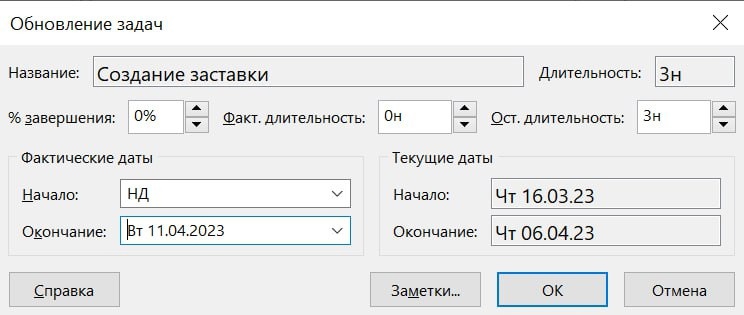 Обновление задач
Название: Создание заставки Длительность: 3н
% завершения: 0% Факт. длительность: 0н Ост. длительность: 3н
Фактические даты Текущие даты
Начало: НД Начало: Чт 16.03.23
Окончание: Вт 11.04.2023 Окончание: Чт 06.04.23
Справка Заметки... ОК Отмена